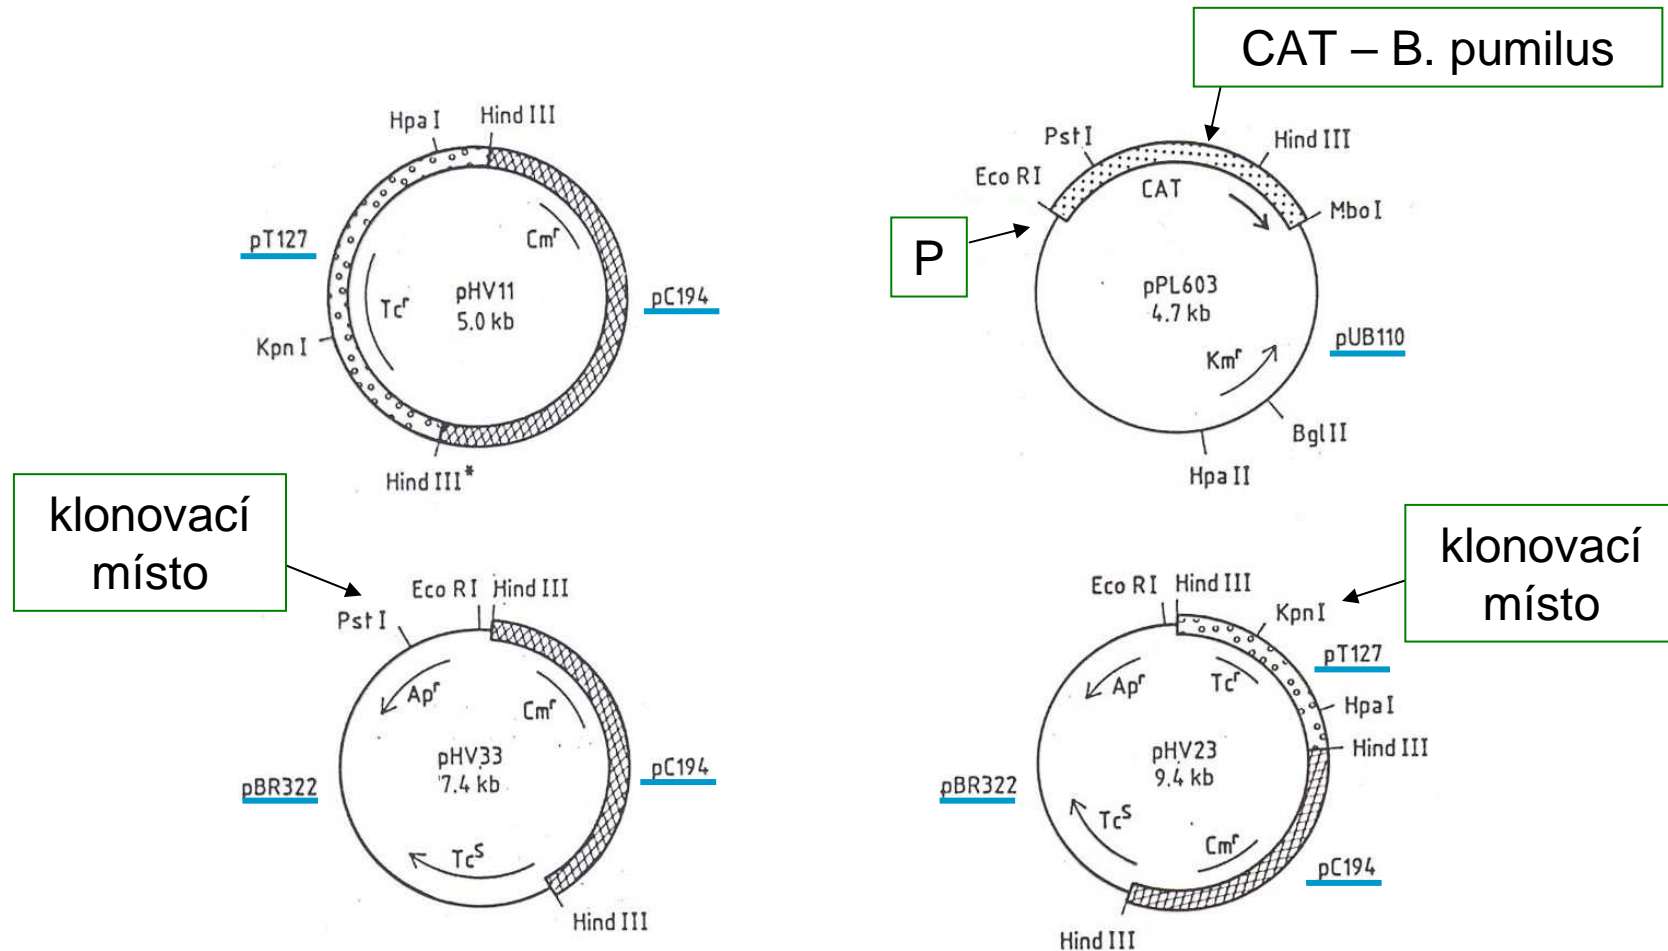 CAT – B. pumilus
Hpa I
Hind III
pT127
Cmʳ
Tcʳ
pHV11
5.0 kb
pC194
Kpn I
Hind III*
Pst I
Hind III
Eco RI
CAT
Mbo I
P
pPL603
4.7 kb
pUB110
Kmʳ
Bgl II
Hpa II
klonovací
místo
Eco RI
Hind III
Pst I
Apʳ
Cmʳ
pHV33
7.4 kb
pBR322
pC194
Tcˢ
Hind III
klonovací
místo
Eco RI
Hind III
Kpn I
pT127
Apʳ
Tcʳ
Hpa I
Hind III
pHV23
9.4 kb
pBR322
Tcˢ
Cmʳ
pC194
Hind III